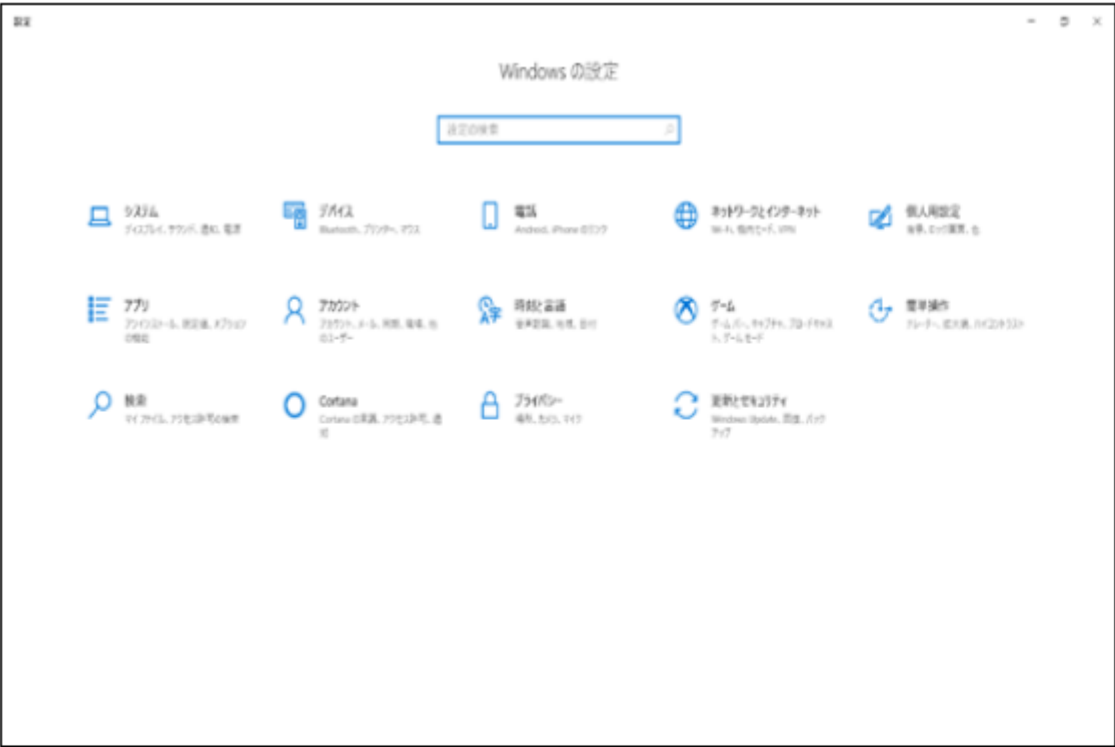 設定
Windows の設定
設定の検索
システム
ディスプレイ、サウンド、通知、電源
デバイス
Bluetooth、プリンター、マウス
電話
Android、iPhone のリンク
ネットワークとインターネット
Wi-Fi、機内モード、VPN
個人用設定
背景、ロック画面、色
アプリ
アンインストール、既定値、オプション
の機能
アカウント
アカウント、メール、同期、職場、他
のユーザー
時刻と言語
音声認識、地域、日付
ゲーム
ゲーム バー、キャプチャ、ブロードキャス
ト、ゲーム モード
簡単操作
ナレーター、拡大鏡、ハイコントラスト
検索
マイ ファイル、アクセス許可の検索
Cortana
Cortana の言語、アクセス許可、通
知
プライバシー
場所、カメラ、マイク
更新とセキュリティ
Windows Update、回復、バック
アップ